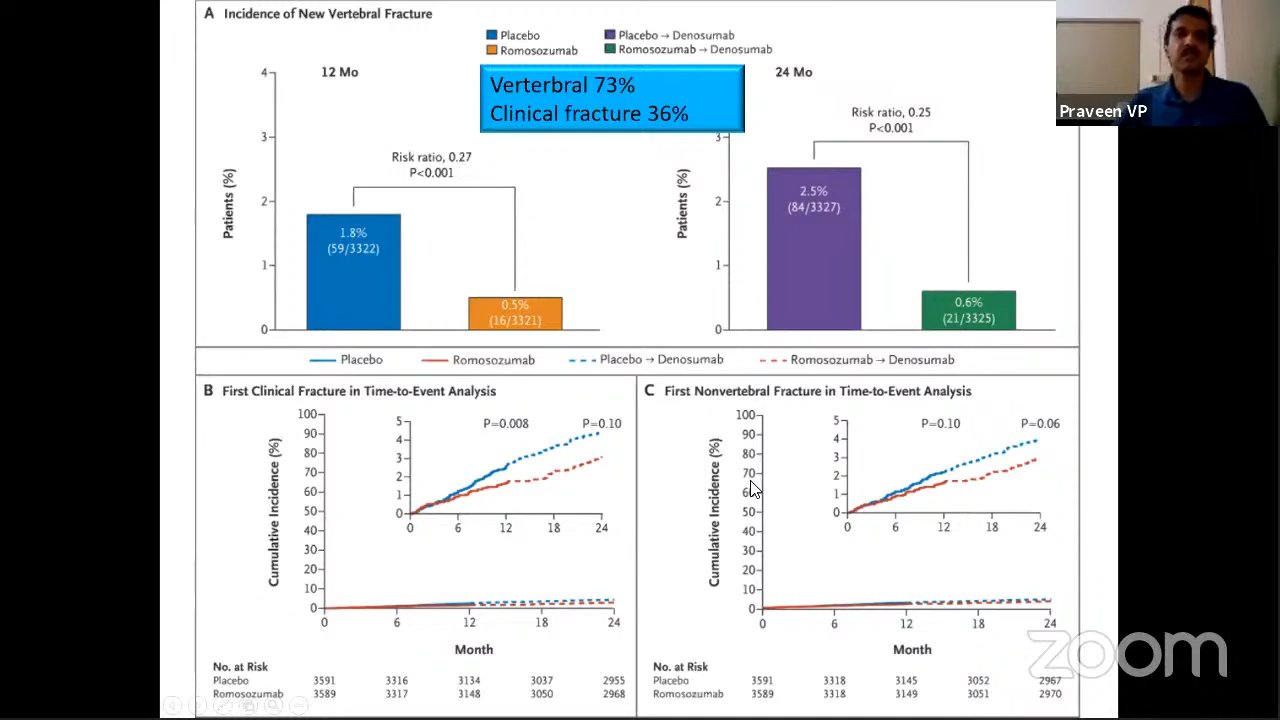 A Incidence of New Vertebral Fracture
Placebo
Placebo → Denosumab
Romosozumab
Romosozumab → Denosumab
12 Mo
24 Mo
Verterbral 73%
Clinical fracture 36%
Praveen VP
Patients (%)
4
3
2
1
0
Risk ratio, 0.27
P<0.001
1.8%
(59/3322)
0.5%
(16/3321)
Patients (%)
3
2
1
0
Risk ratio, 0.25
P<0.001
2.5%
(84/3327)
0.6%
(21/3325)
Placebo Romosozumab Placebo → Denosumab Romosozumab → Denosumab
B First Clinical Fracture in Time-to-Event Analysis
Cumulative Incidence (%)
100
90
80
70
60
50
40
30
20
10
0
0 6 12 18 24
5
4
3
2
1
0
0 6 12 18 24
P=0.008 P=0.10
Month
No. at Risk
Placebo 3591 3316 3134 3037 2955
Romosozumab 3589 3317 3148 3050 2968
C First Nonvertebral Fracture in Time-to-Event Analysis
Cumulative Incidence (%)
100
90
80
70
60
50
40
30
20
10
0
0 6 12 18 24
5
4
3
2
1
0
0 6 12 18 24
P=0.10 P=0.06
Month
No. at Risk
Placebo 3591 3318 3145 3052 2967
Romosozumab 3589 3318 3149 3051 2970
zoom